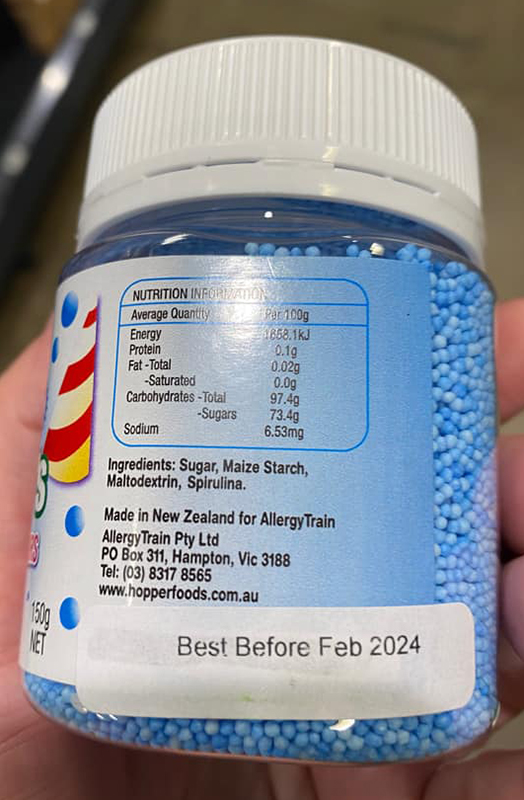 NUTRITION INFORMATION
Average Quantity Per 100g
Energy 1658.1kJ
Protein 0.1g
Fat -Total 0.02g
-Saturated 0.0g
Carbohydrates -Total 97.4g
-Sugars 73.4g
Sodium 6.53mg
Ingredients: Sugar, Maize Starch,
Maltodextrin, Spirulina.
Made in New Zealand for AllergyTrain
AllergyTrain Pty Ltd
PO Box 311, Hampton, Vic 3188
Tel: (03) 8317 8565
www.hopperfoods.com.au
150g
NET
Best Before Feb 2024